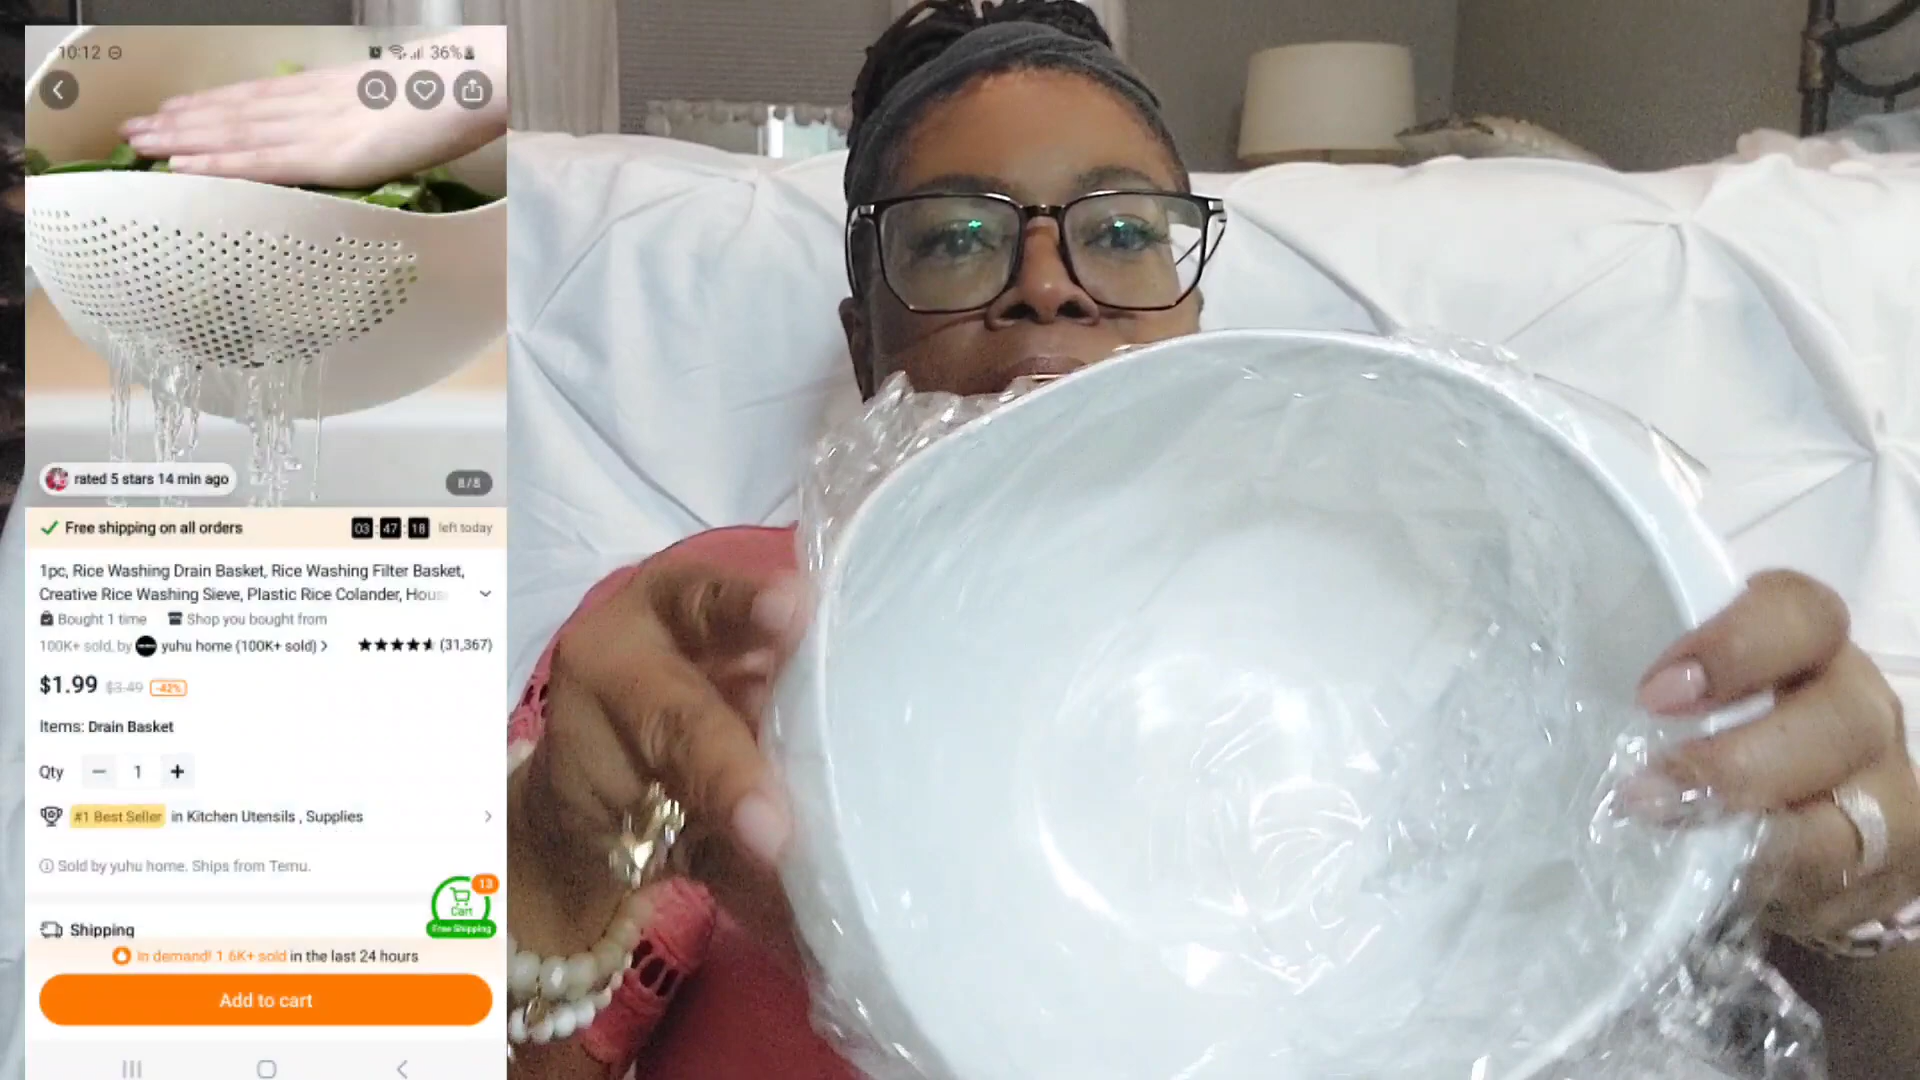 10:12
36%
rated 5 stars 14 min ago
8/8
Free shipping on all orders
03:47:18 left today
1pc, Rice Washing Drain Basket, Rice Washing Filter Basket,
Creative Rice Washing Sieve, Plastic Rice Colander, Hous
Bought 1 time
Shop you bought from
100K+ sold, by yuhu home (100K+ sold) >
(31,367)
$1.99 $3.49 -42%
Items: Drain Basket
Qty − 1 +
#1 Best Seller in Kitchen Utensils , Supplies
Sold by yuhu home. Ships from Temu.
13
Cart
Free Shipping
Shipping
In demand! 1.6K+ sold in the last 24 hours
Add to cart